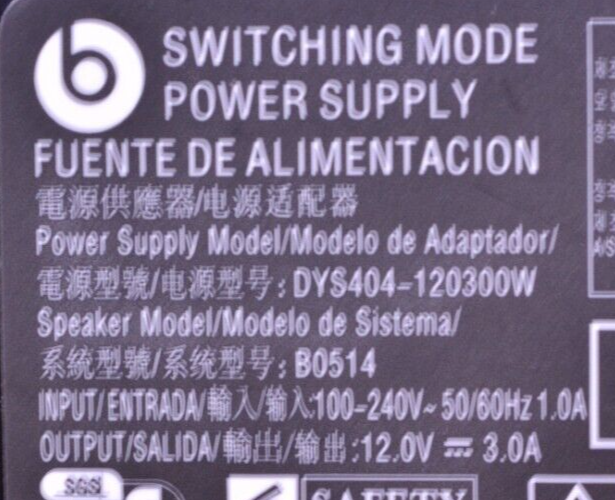 SWITCHING MODE
POWER SUPPLY
FUENTE DE ALIMENTACION
電源供應器/电源适配器
Power Supply Model/Modelo de Adaptador/
電源型號/电源型号: DYS404-120300W
Speaker Model/Modelo de Sistema/
系統型號/系统型号: B0514
INPUT/ENTRADA/輸入/输入:100-240V~ 50/60Hz 1.0A
OUTPUT/SALIDA/輸出/输出:12.0V ⎓ 3.0A
SGS
SAFETY